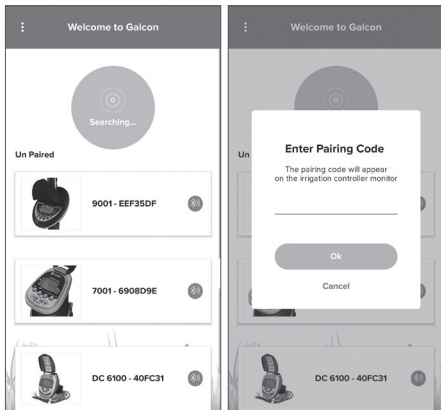 Welcome to Galcon
Searching...
Un Paired
9001 - EEF35DF
7001 - 6908D9E
DC 6100 - 40FC31
Welcome to Galcon
Un
Enter Pairing Code
The pairing code will appear
on the irrigation controller monitor
Ok
Cancel
DC 6100 - 40FC31